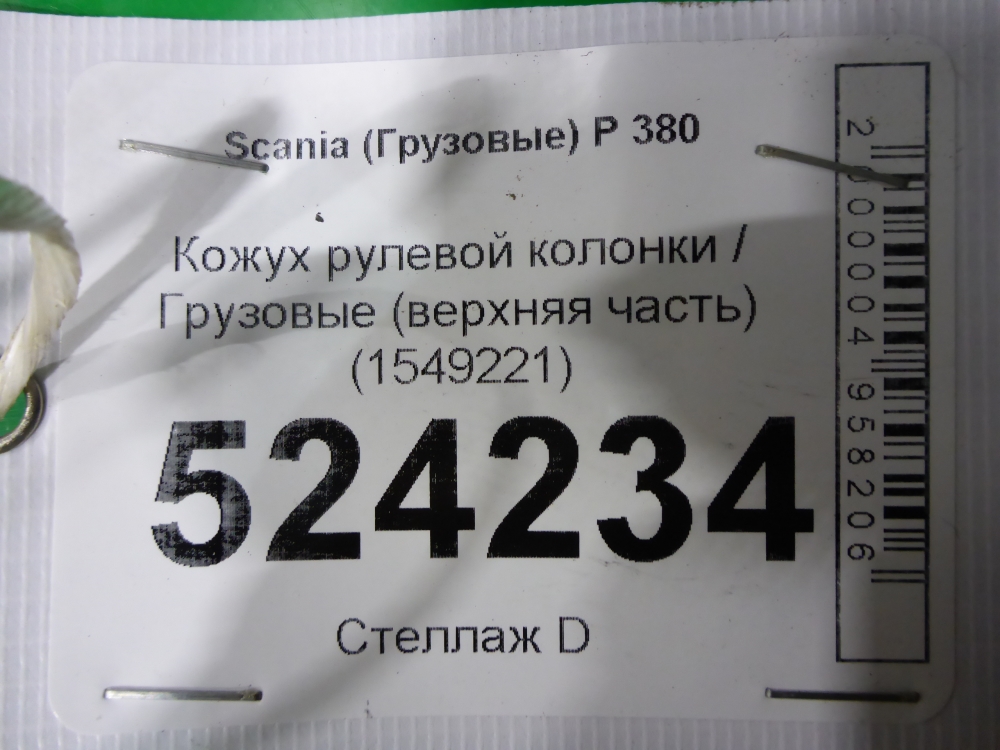 Scania (Грузовые) P 380
Кожух рулевой колонки /
Грузовые (верхняя часть)
(1549221)
524234
Стеллаж D
2000004958206